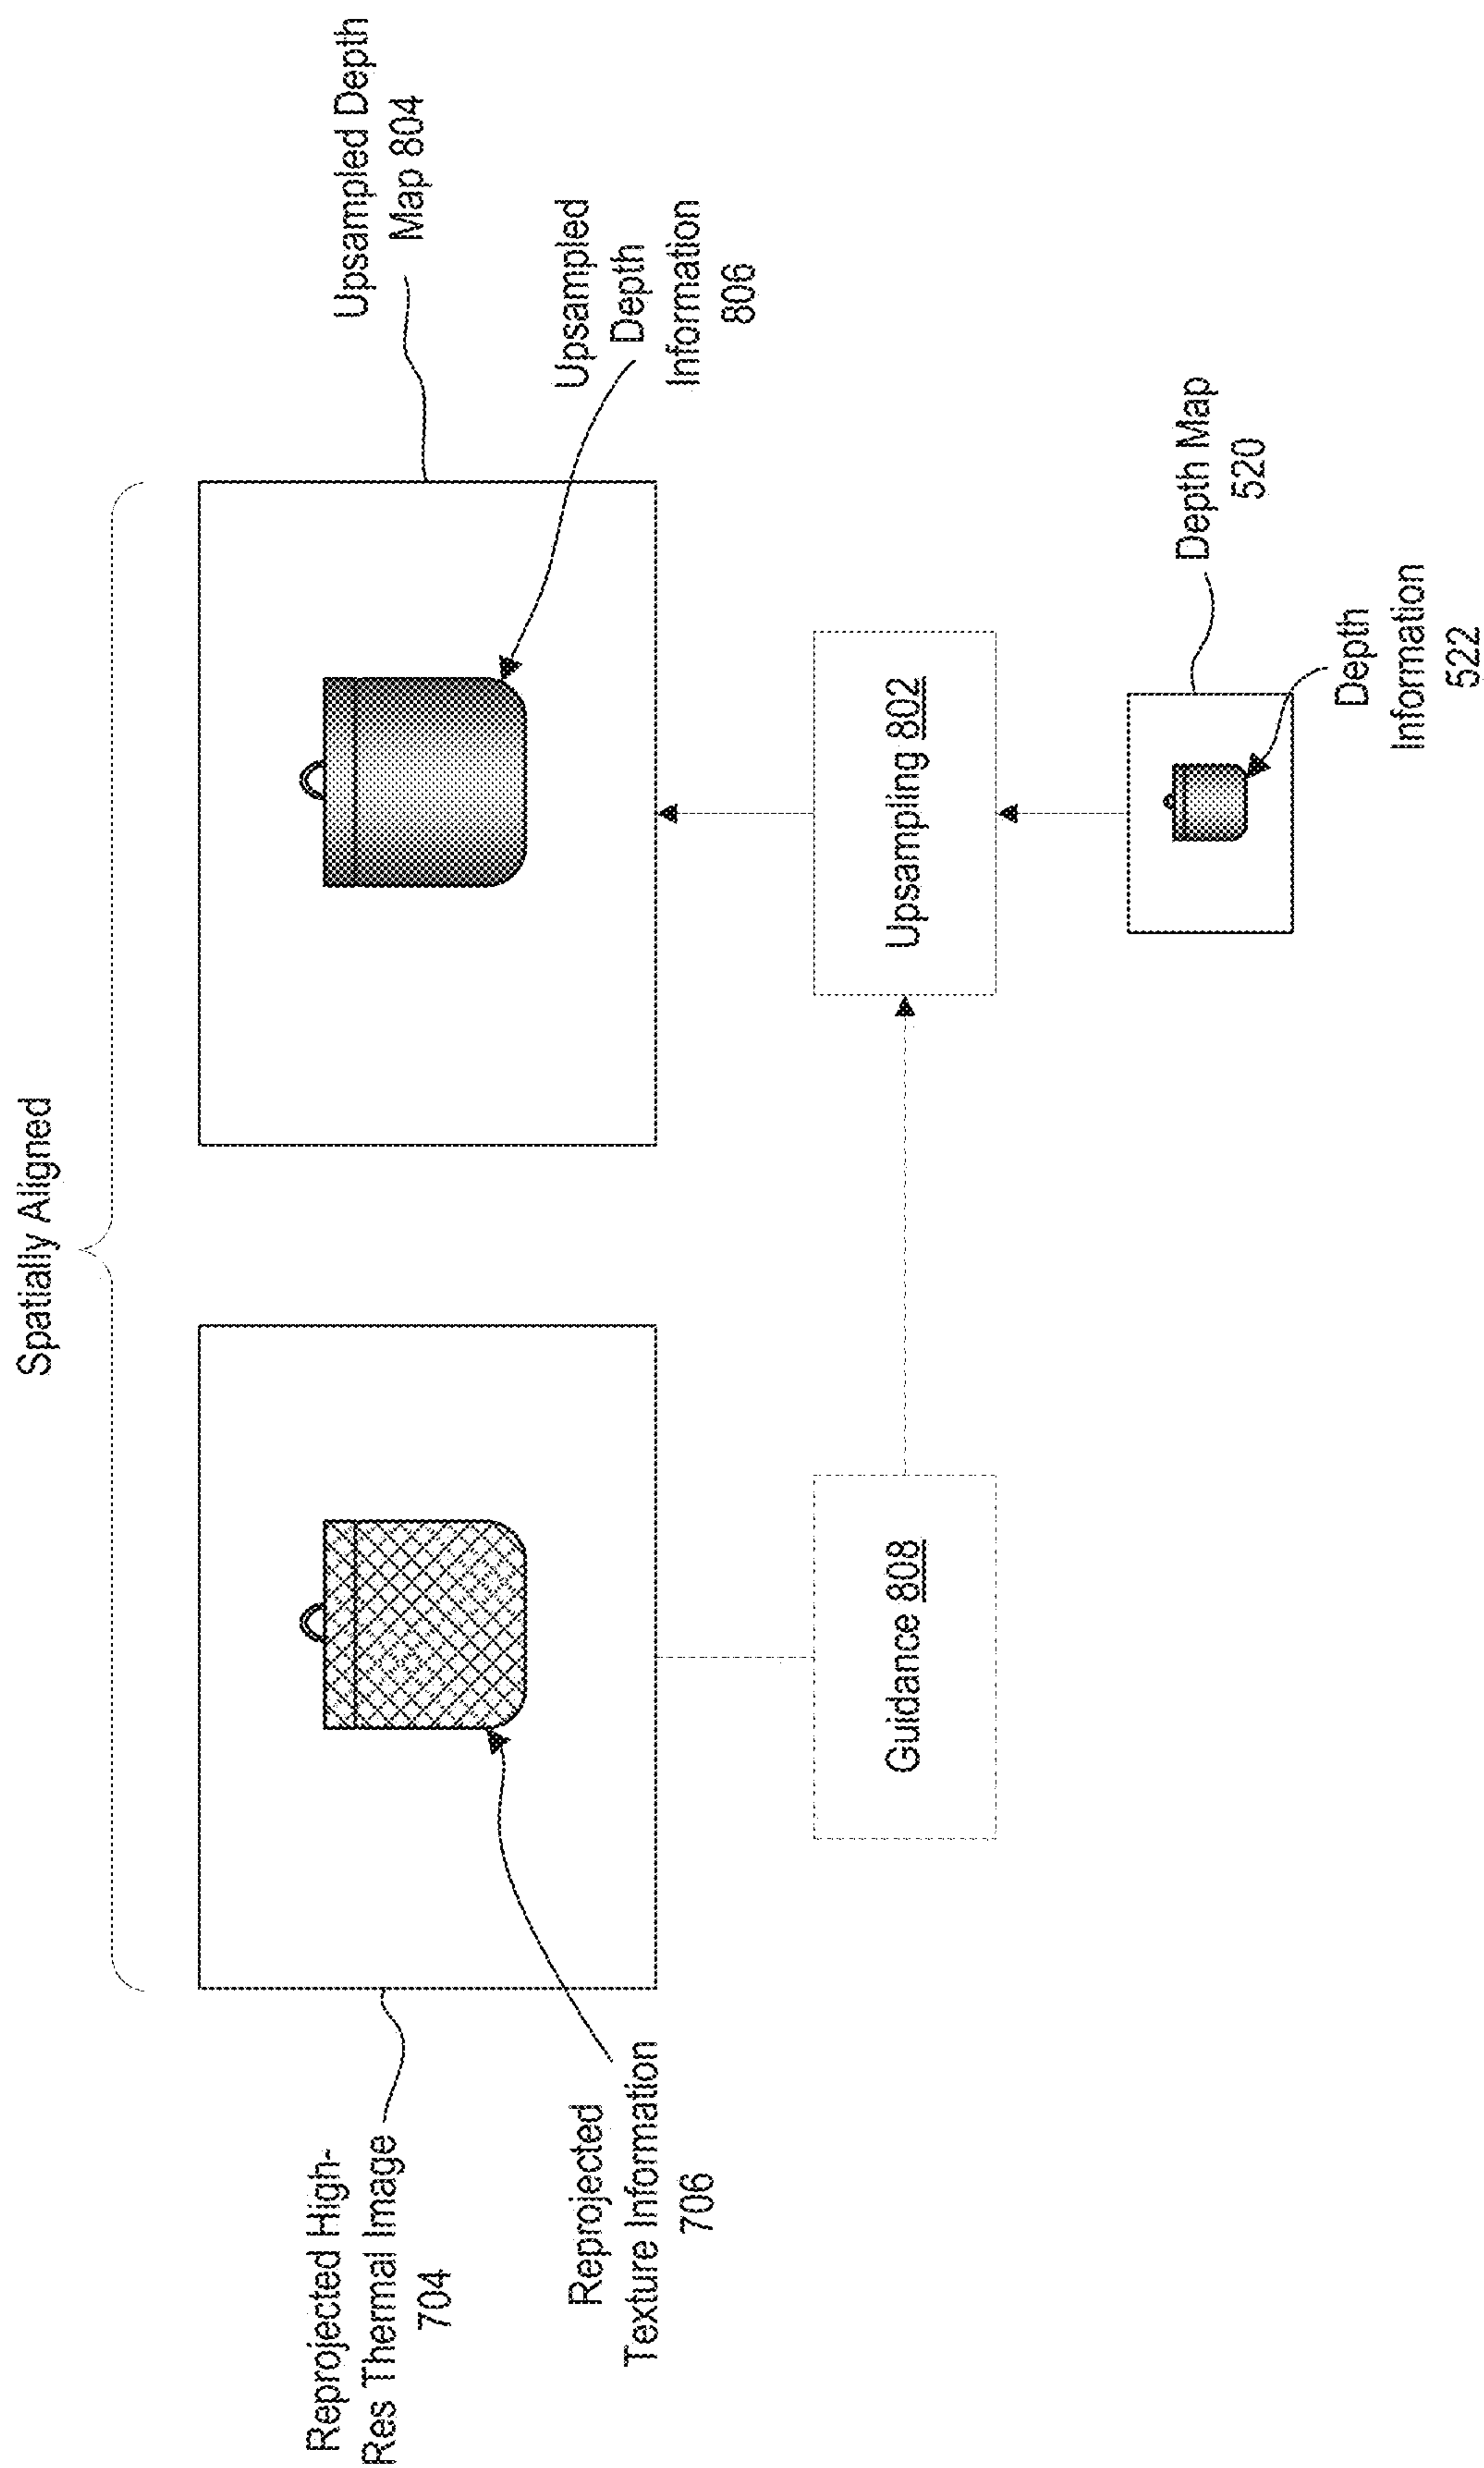 Spatially Aligned
Reprojected High-
Res Thermal Image
704
Reprojected
Texture Information
706
Upsampled Depth
Map 804
Upsampled
Depth
Information
806
Guidance 808
Upsampling 802
Depth Map
520
Depth
Information
522